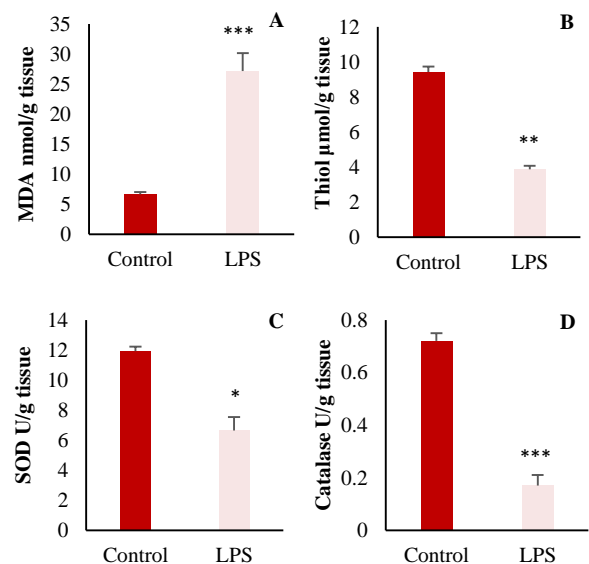 A
MDA nmol/g tissue
35
30
25
20
15
10
5
0
***
Control
LPS
B
Thiol μmol/g tissue
12
10
8
6
4
2
0
**
Control
LPS
C
SOD U/g tissue
14
12
10
8
6
4
2
0
*
Control
LPS
D
Catalase U/g tissue
0.8
0.6
0.4
0.2
0
***
Control
LPS